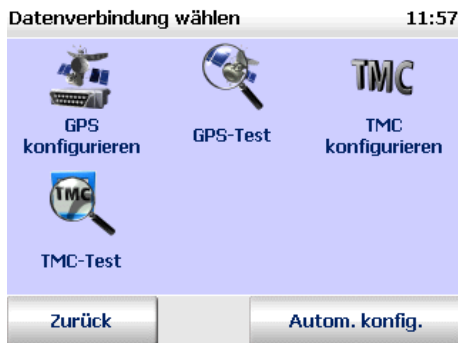 Datenverbindung wählen 11:57
GPS konfigurieren
GPS-Test
TMC
TMC konfigurieren
TMC
TMC-Test
Zurück
Autom. konfig.